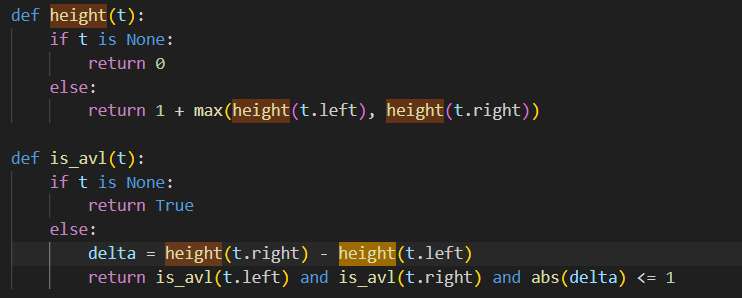 def height(t):
    if t is None:
        return 0
    else:
        return 1 + max(height(t.left), height(t.right))

def is_avl(t):
    if t is None:
        return True
    else:
        delta = height(t.right) - height(t.left)
        return is_avl(t.left) and is_avl(t.right) and abs(delta) <= 1